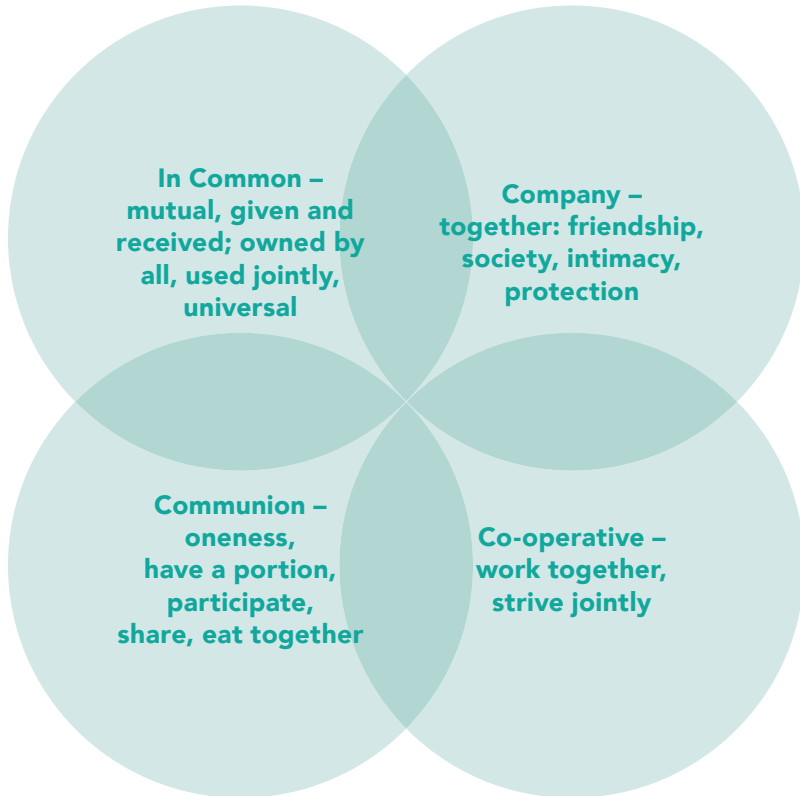 In Common –
mutual, given and
received; owned by
all, used jointly,
universal
Company –
together: friendship,
society, intimacy,
protection
Communion –
oneness,
have a portion,
participate,
share, eat together
Co-operative –
work together,
strive jointly